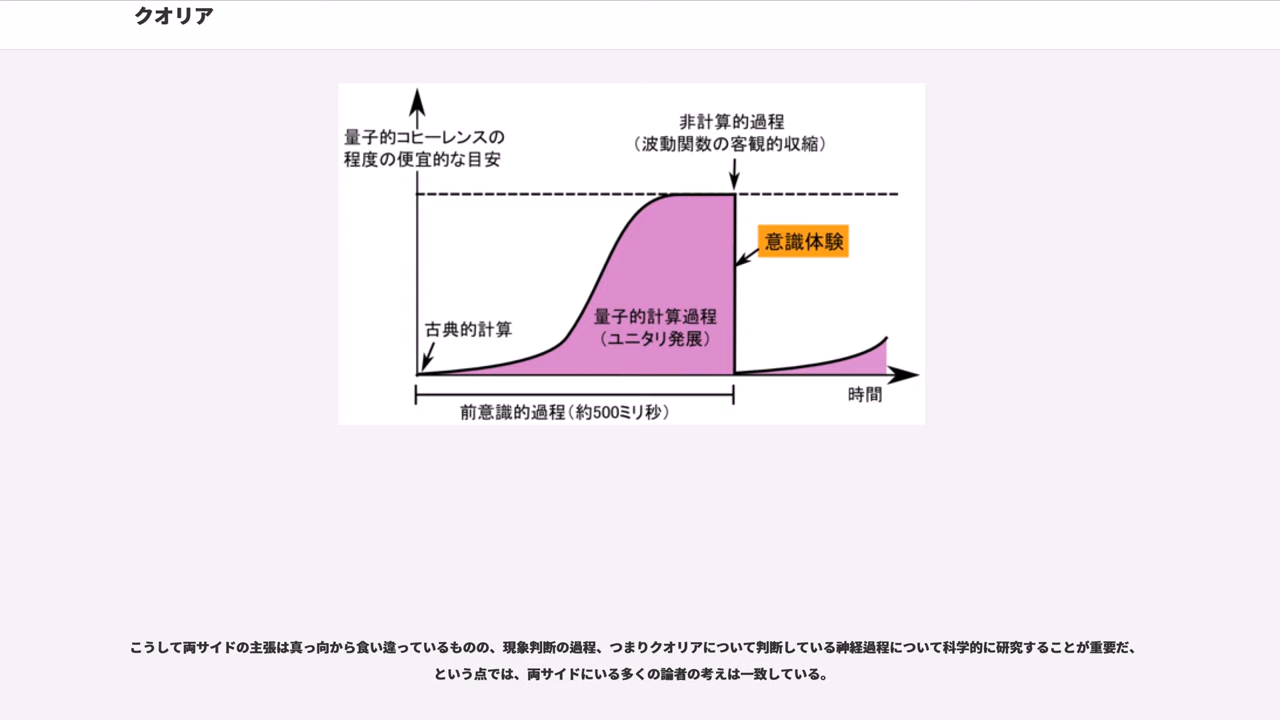 クオリア
量子的コヒーレンスの
程度の便宜的な目安
非計算的過程
（波動関数の客観的収縮）
意識体験
古典的計算
量子的計算過程
（ユニタリ発展）
時間
前意識的過程（約500ミリ秒）
こうして両サイドの主張は真っ向から食い違っているものの、現象判断の過程、つまりクオリアについて判断している神経過程について科学的に研究することが重要だ、
という点では、両サイドにいる多くの論者の考えは一致している。